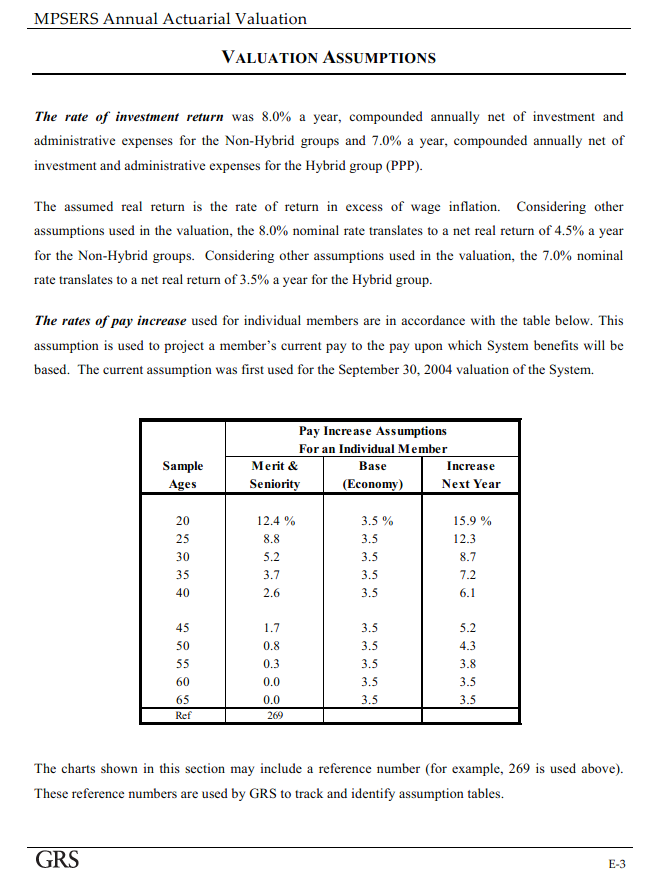 MPSERS Annual Actuarial Valuation
VALUATION ASSUMPTIONS
The rate of investment return was 8.0% a year, compounded annually net of investment and
administrative expenses for the Non-Hybrid groups and 7.0% a year, compounded annually net of
investment and administrative expenses for the Hybrid group (PPP).
The assumed real return is the rate of return in excess of wage inflation. Considering other
assumptions used in the valuation, the 8.0% nominal rate translates to a net real return of 4.5% a year
for the Non-Hybrid groups. Considering other assumptions used in the valuation, the 7.0% nominal
rate translates to a net real return of 3.5% a year for the Hybrid group.
The rates of pay increase used for individual members are in accordance with the table below. This
assumption is used to project a member's current pay to the pay upon which System benefits will be
based. The current assumption was first used for the September 30, 2004 valuation of the System.
Pay Increase Assumptions
For an Individual Member
Sample Merit & Base Increase
Ages Seniority (Economy) Next Year
20 12.4 % 3.5 % 15.9 %
25 8.8 3.5 12.3
30 5.2 3.5 8.7
35 3.7 3.5 7.2
40 2.6 3.5 6.1
45 1.7 3.5 5.2
50 0.8 3.5 4.3
55 0.3 3.5 3.8
60 0.0 3.5 3.5
65 0.0 3.5 3.5
Ref 269
The charts shown in this section may include a reference number (for example, 269 is used above).
These reference numbers are used by GRS to track and identify assumption tables.
GRS E-3